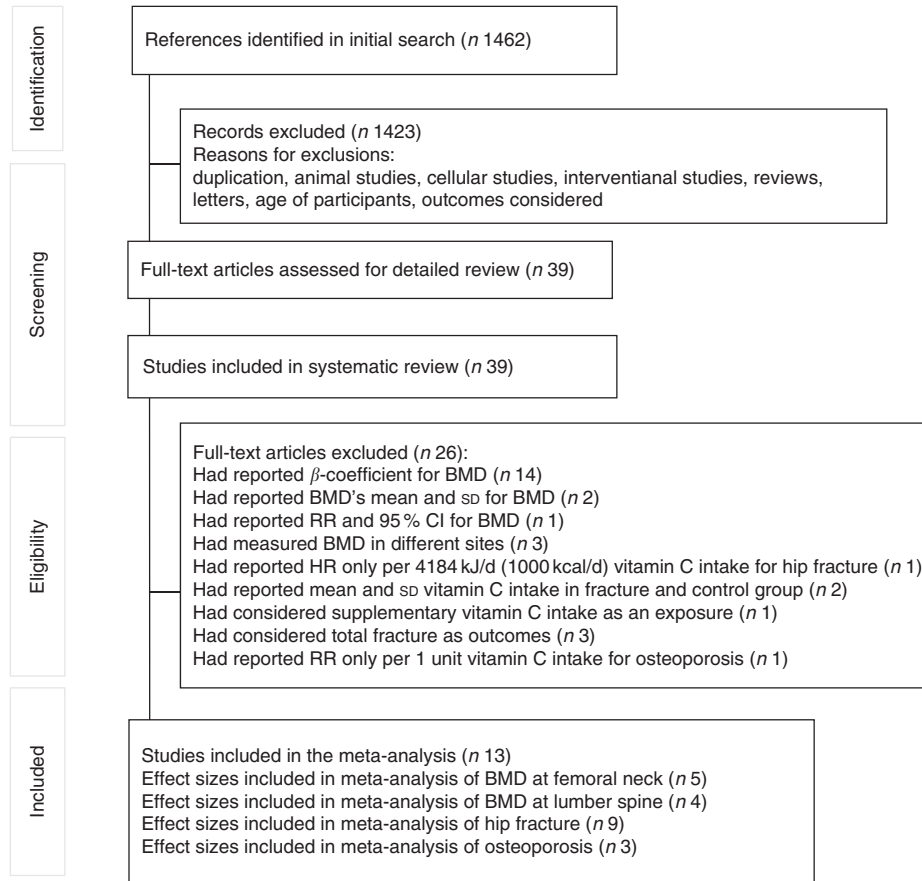 Identification
References identified in initial search (n 1462)
Records excluded (n 1423)
Reasons for exclusions:
duplication, animal studies, cellular studies, interventianal studies, reviews,
letters, age of participants, outcomes considered
Screening
Full-text articles assessed for detailed review (n 39)
Studies included in systematic review (n 39)
Eligibility
Full-text articles excluded (n 26):
Had reported β-coefficient for BMD (n 14)
Had reported BMD's mean and SD for BMD (n 2)
Had reported RR and 95 % CI for BMD (n 1)
Had measured BMD in different sites (n 3)
Had reported HR only per 4184 kJ/d (1000 kcal/d) vitamin C intake for hip fracture (n 1)
Had reported mean and SD vitamin C intake in fracture and control group (n 2)
Had considered supplementary vitamin C intake as an exposure (n 1)
Had considered total fracture as outcomes (n 3)
Had reported RR only per 1 unit vitamin C intake for osteoporosis (n 1)
Included
Studies included in the meta-analysis (n 13)
Effect sizes included in meta-analysis of BMD at femoral neck (n 5)
Effect sizes included in meta-analysis of BMD at lumber spine (n 4)
Effect sizes included in meta-analysis of hip fracture (n 9)
Effect sizes included in meta-analysis of osteoporosis (n 3)